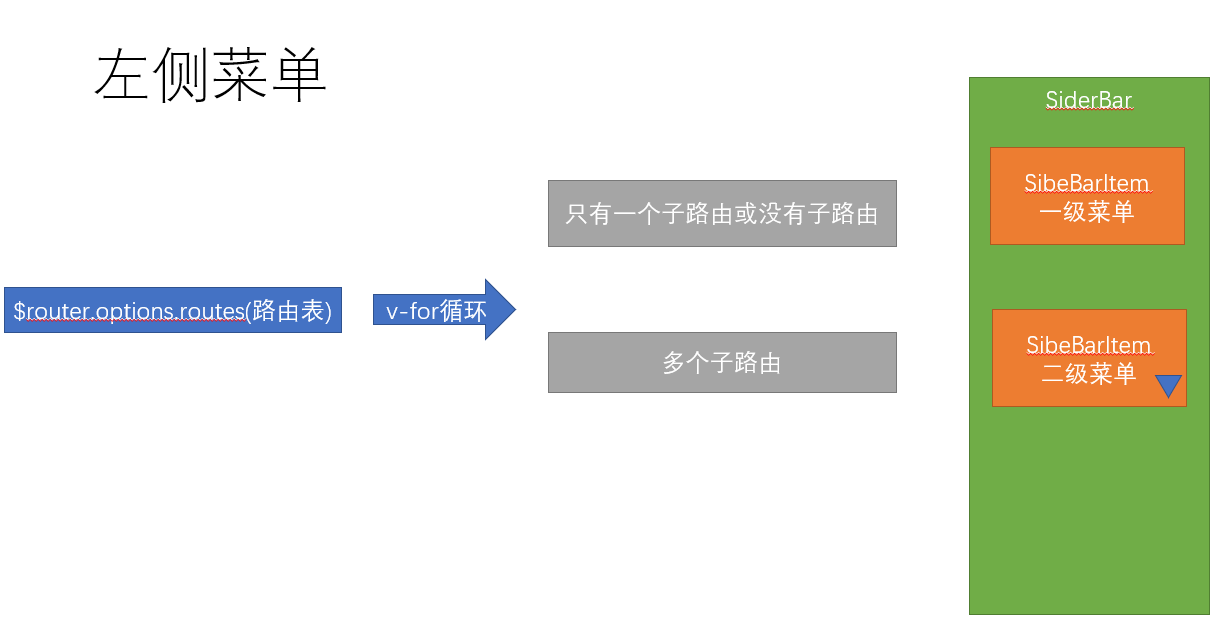 左侧菜单
$router.options.routes(路由表)
v-for循环
只有一个子路由或没有子路由
多个子路由
SiderBar
SibeBarItem
一级菜单
SibeBarItem
二级菜单